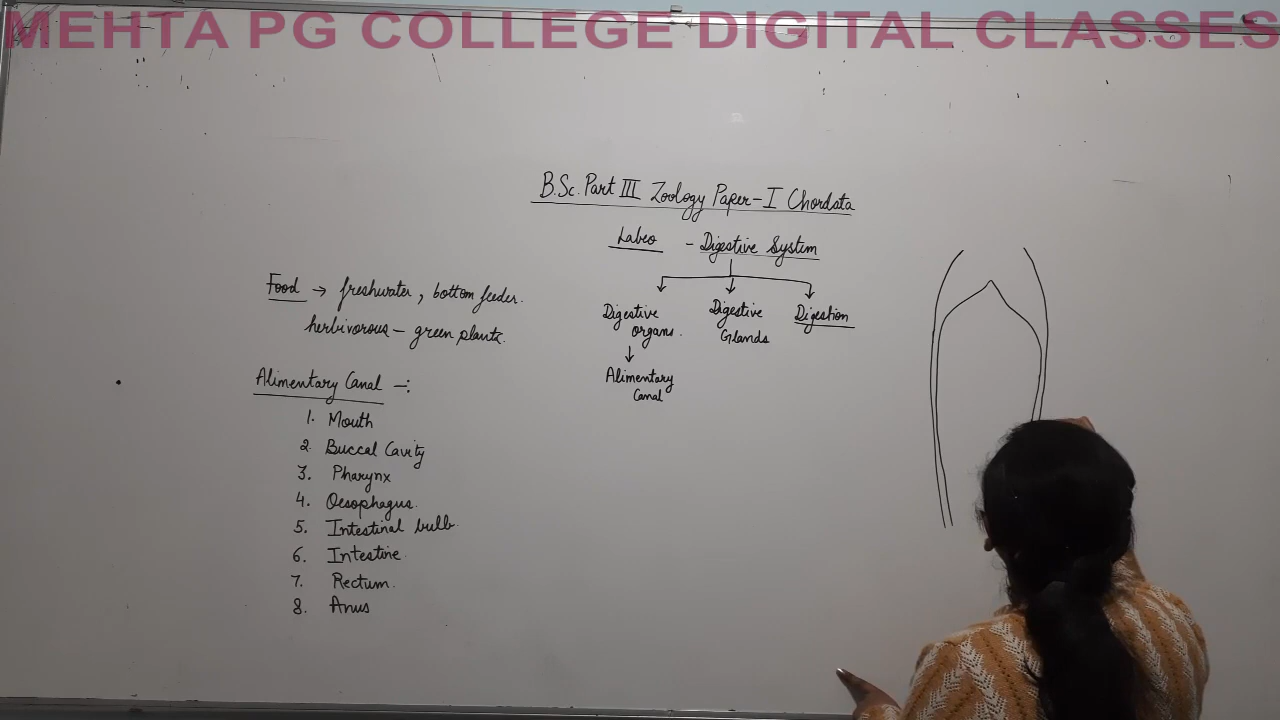 MEHTA PG COLLEGE DIGITAL CLASSES
B.Sc. Part III Zoology Paper-I Chordata
Labeo - Digestive System
Digestive organs.
Digestive Glands
Digestion
Alimentary Canal
Food → freshwater, bottom feeder.
herbivorous - green plants.
Alimentary Canal -:
1. Mouth
2. Buccal Cavity
3. Pharynx
4. Oesophagus.
5. Intestinal bulb.
6. Intestine
7. Rectum.
8. Anus